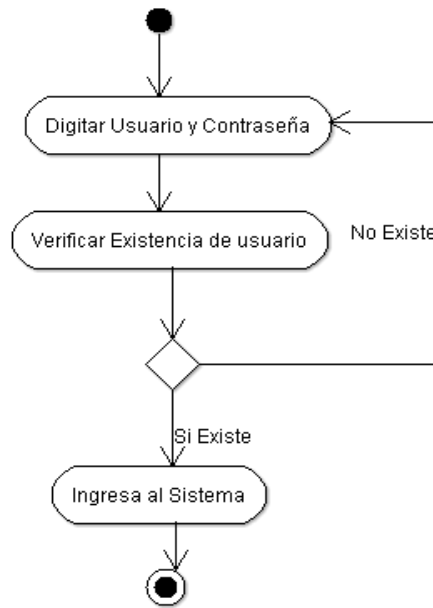 Digitar Usuario y Contraseña
Verificar Existencia de usuario
No Existe
Si Existe
Ingresa al Sistema